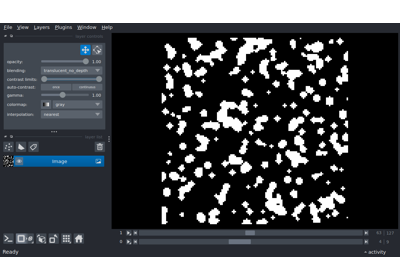 File View Layers Plugins Window Help
opacity: 1.00
blending: translucent_no_depth
contrast limits:
auto-contrast: once continuous
gamma: 1.00
colormap: gray
interpolation: nearest
Image
1
0
Ready
activity